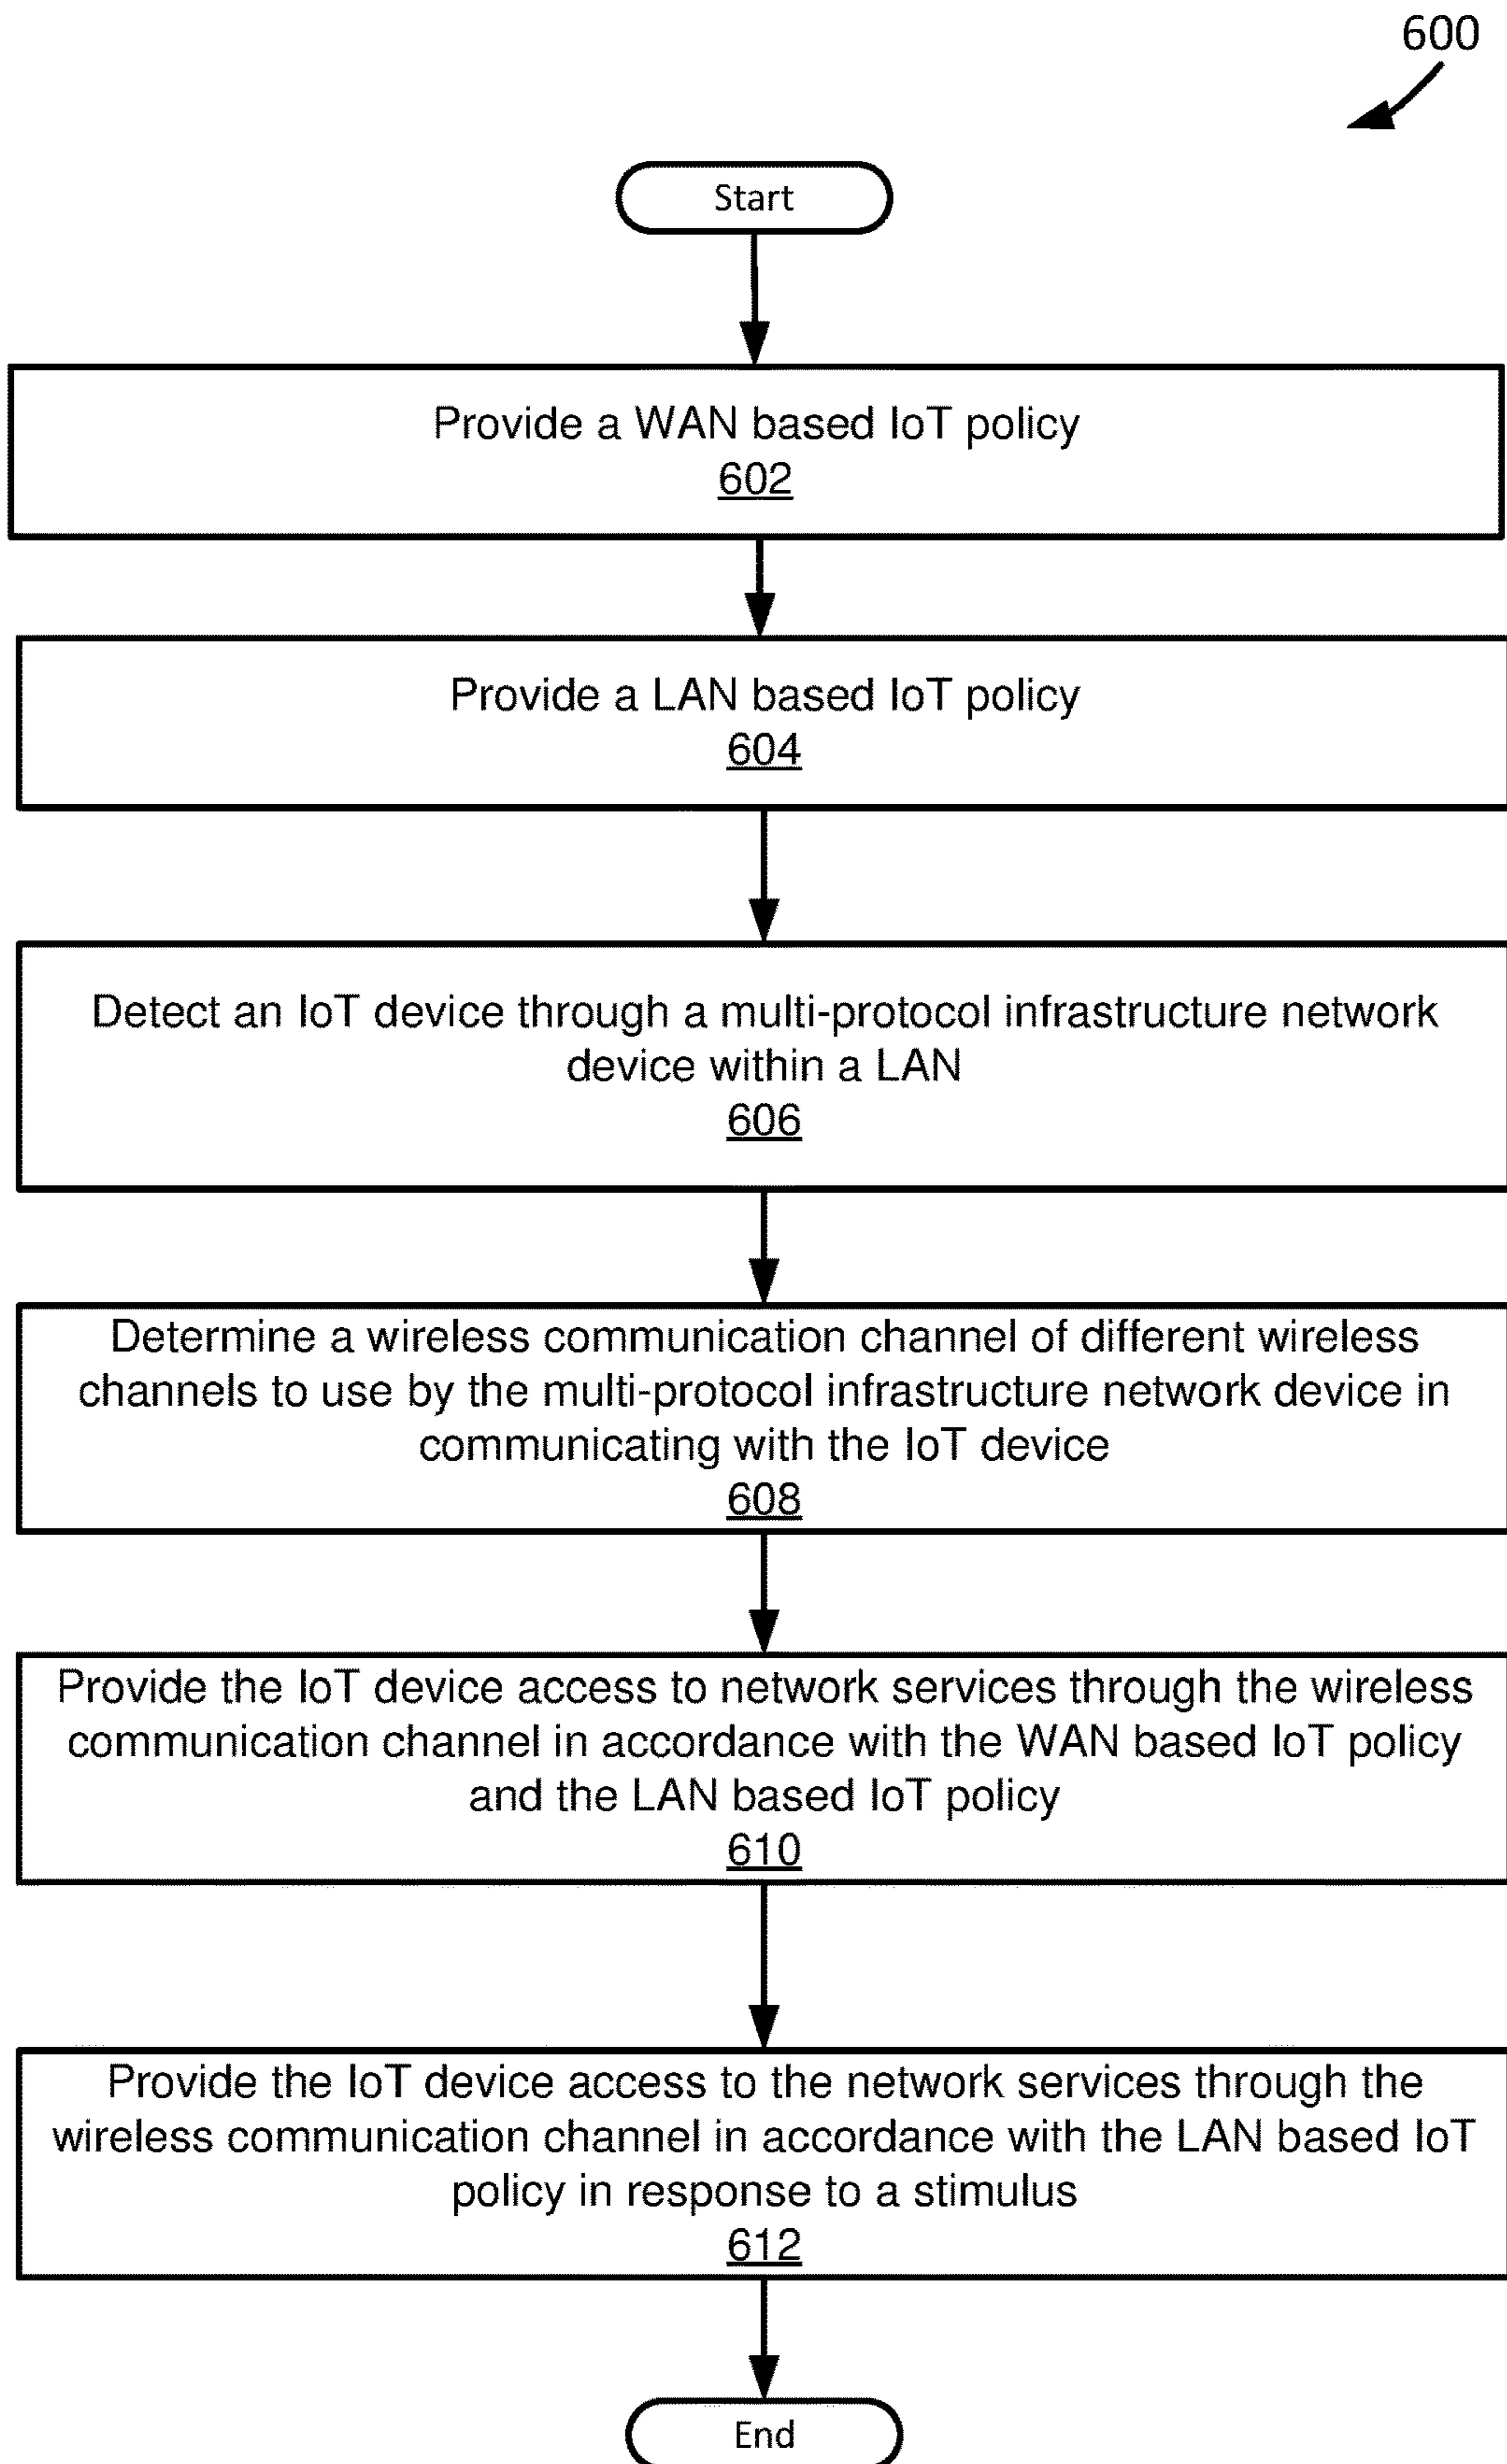 600
Start
Provide a WAN based IoT policy
602
Provide a LAN based IoT policy
604
Detect an IoT device through a multi-protocol infrastructure network
device within a LAN
606
Determine a wireless communication channel of different wireless
channels to use by the multi-protocol infrastructure network device in
communicating with the IoT device
608
Provide the IoT device access to network services through the wireless
communication channel in accordance with the WAN based IoT policy
and the LAN based IoT policy
610
Provide the IoT device access to the network services through the
wireless communication channel in accordance with the LAN based IoT
policy in response to a stimulus
612
End